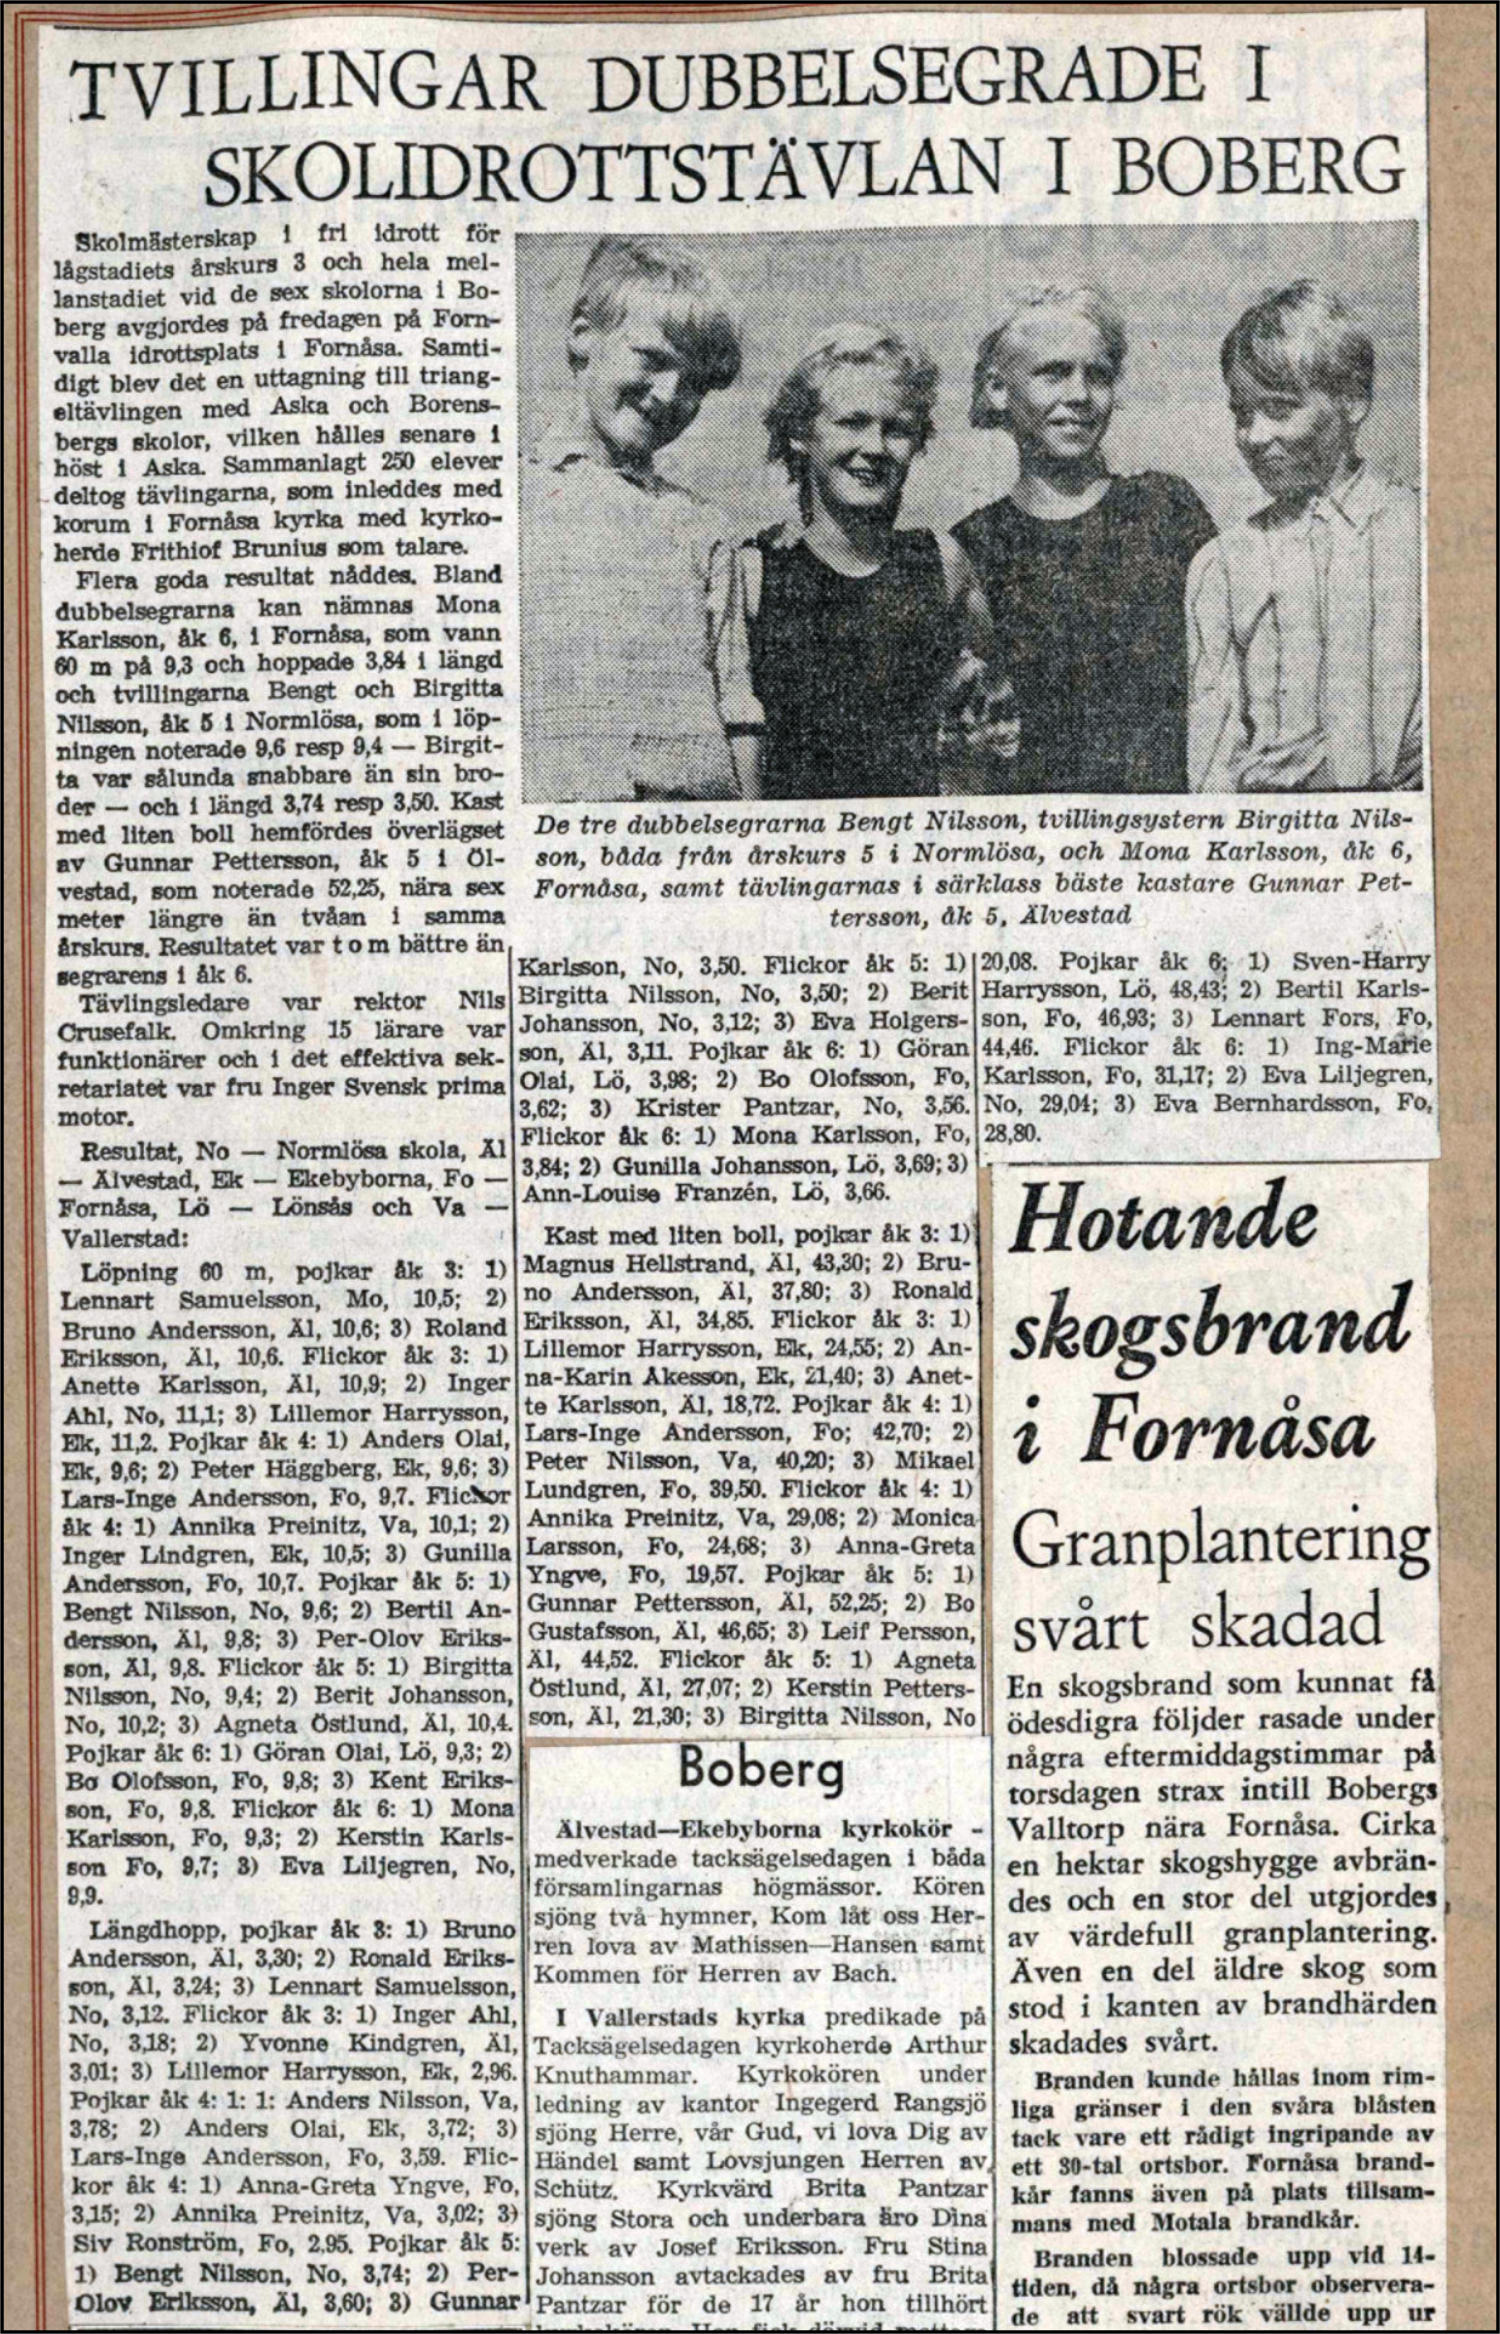 TVILLINGAR DUBBELSEGRADE I
SKOLIDROTTSTÄVLAN I BOBERG
Skolmästerskap i fri idrott för
lågstadiets årskurs 3 och hela mel-
lanstadiet vid de sex skolorna i Bo-
berg avgjordes på fredagen på Forn-
valla idrottsplats i Fornåsa. Samti-
digt blev det en uttagning till triang-
eltävlingen med Aska och Borens-
bergs skolor, vilken hålles senare i
höst i Aska. Sammanlagt 250 elever
deltog tävlingarna, som inleddes med
korum i Fornåsa kyrka med kyrko-
herde Frithiof Brunius som talare.
Flera goda resultat nåddes. Bland
dubbelsegrarna kan nämnas Mona
Karlsson, åk 6, i Fornåsa, som vann
60 m på 9,3 och hoppade 3,84 i längd
och tvillingarna Bengt och Birgitta
Nilsson, åk 5 i Normlösa, som i löp-
ningen noterade 9,6 resp 9,4 — Birgit-
ta var sålunda snabbare än sin bro-
der — och i längd 3,74 resp 3,50. Kast
med liten boll hemfördes överlägset
av Gunnar Pettersson, åk 5 i Öl-
vestad, som noterade 52,25, nära sex
meter längre än tvåan i samma
årskurs. Resultatet var t o m bättre än
segrarens i åk 6.
Tävlingsledare var rektor Nils
Crusefalk. Omkring 15 lärare var
funktionärer och i det effektiva sek-
retariatet var fru Inger Svensk prima
motor.
Resultat, No — Normlösa skola, Äl
— Älvestad, Ek — Ekebyborna, Fo —
Fornåsa, Lö — Lönsås och Va —
Vallerstad:
Löpning 60 m, pojkar åk 3: 1)
Lennart Samuelsson, Mo, 10,5; 2)
Bruno Andersson, Äl, 10,6; 3) Roland
Eriksson, Äl, 10,6. Flickor åk 3: 1)
Anette Karlsson, Äl, 10,9; 2) Inger
Ahl, No, 11,1; 3) Lillemor Harrysson,
Ek, 11,2. Pojkar åk 4: 1) Anders Olai,
Ek, 9,6; 2) Peter Häggberg, Ek, 9,6; 3)
Lars-Inge Andersson, Fo, 9,7. Flickor
åk 4: 1) Annika Preinitz, Va, 10,1; 2)
Inger Lindgren, Ek, 10,5; 3) Gunilla
Andersson, Fo, 10,7. Pojkar åk 5: 1)
Bengt Nilsson, No, 9,6; 2) Bertil An-
dersson, Äl, 9,8; 3) Per-Olov Eriks-
son, Äl, 9,8. Flickor åk 5: 1) Birgitta
Nilsson, No, 9,4; 2) Berit Johansson,
No, 10,2; 3) Agneta Östlund, Äl, 10,4.
Pojkar åk 6: 1) Göran Olai, Lö, 9,3; 2)
Bo Olofsson, Fo, 9,8; 3) Kent Eriks-
son, Fo, 9,8. Flickor åk 6: 1) Mona
Karlsson, Fo, 9,3; 2) Kerstin Karls-
son Fo, 9,7; 3) Eva Liljegren, No,
9,9.
Längdhopp, pojkar åk 3: 1) Bruno
Andersson, Äl, 3,30; 2) Ronald Eriks-
son, Äl, 3,24; 3) Lennart Samuelsson,
No, 3,12. Flickor åk 3: 1) Inger Ahl,
No, 3,18; 2) Yvonne Kindgren, Äl,
3,01; 3) Lillemor Harrysson, Ek, 2,96.
Pojkar åk 4: 1: 1: Anders Nilsson, Va,
3,78; 2) Anders Olai, Ek, 3,72; 3)
Lars-Inge Andersson, Fo, 3,59. Flic-
kor åk 4: 1) Anna-Greta Yngve, Fo,
3,15; 2) Annika Preinitz, Va, 3,02; 3)
Siv Ronström, Fo, 2,95. Pojkar åk 5:
1) Bengt Nilsson, No, 3,74; 2) Per-
Olov Eriksson, Äl, 3,60; 3) Gunnar
De tre dubbelsegrarna Bengt Nilsson, tvillingsystern Birgitta Nils-
son, båda från årskurs 5 i Normlösa, och Mona Karlsson, åk 6,
Fornåsa, samt tävlingarnas i särklass bäste kastare Gunnar Pet-
tersson, åk 5, Älvestad
Karlsson, No, 3,50. Flickor åk 5: 1)
Birgitta Nilsson, No, 3,50; 2) Berit
Johansson, No, 3,12; 3) Eva Holgers-
son, Äl, 3,11. Pojkar åk 6: 1) Göran
Olai, Lö, 3,98; 2) Bo Olofsson, Fo,
3,62; 3) Krister Pantzar, No, 3,56.
Flickor åk 6: 1) Mona Karlsson, Fo,
3,84; 2) Gunilla Johansson, Lö, 3,69; 3)
Ann-Louise Franzén, Lö, 3,66.
Kast med liten boll, pojkar åk 3: 1)
Magnus Hellstrand, Äl, 43,30; 2) Bru-
no Andersson, Äl, 37,80; 3) Ronald
Eriksson, Äl, 34,85. Flickor åk 3: 1)
Lillemor Harrysson, Ek, 24,55; 2) An-
na-Karin Åkesson, Ek, 21,40; 3) Anet-
te Karlsson, Äl, 18,72. Pojkar åk 4: 1)
Lars-Inge Andersson, Fo; 42,70; 2)
Peter Nilsson, Va, 40,20; 3) Mikael
Lundgren, Fo, 39,50. Flickor åk 4: 1)
Annika Preinitz, Va, 29,08; 2) Monica
Larsson, Fo, 24,68; 3) Anna-Greta
Yngve, Fo, 19,57. Pojkar åk 5: 1)
Gunnar Pettersson, Äl, 52,25; 2) Bo
Gustafsson, Äl, 46,65; 3) Leif Persson,
Äl, 44,52. Flickor åk 5: 1) Agneta
Östlund, Äl, 27,07; 2) Kerstin Petters-
son, Äl, 21,30; 3) Birgitta Nilsson, No
20,08. Pojkar åk 6: 1) Sven-Harry
Harrysson, Lö, 48,43; 2) Bertil Karls-
son, Fo, 46,93; 3) Lennart Fors, Fo,
44,46. Flickor åk 6: 1) Ing-Marie
Karlsson, Fo, 31,17; 2) Eva Liljegren,
No, 29,04; 3) Eva Bernhardsson, Fo,
28,80.
Boberg
Älvestad—Ekebyborna kyrkokör -
medverkade tacksägelsedagen i båda
församlingarnas högmässor. Kören
sjöng två hymner, Kom låt oss Her-
ren lova av Mathissen—Hansen samt
Kommen för Herren av Bach.
I Vallerstads kyrka predikade på
Tacksägelsedagen kyrkoherde Arthur
Knuthammar. Kyrkokören under
ledning av kantor Ingegerd Rangsjö
sjöng Herre, vår Gud, vi lova Dig av
Händel samt Lovsjungen Herren av
Schütz. Kyrkvärd Brita Pantzar
sjöng Stora och underbara äro Dina
verk av Josef Eriksson. Fru Stina
Johansson avtackades av fru Brita
Pantzar för de 17 år hon tillhört
Hotande
skogsbrand
i Fornåsa
Granplantering
svårt skadad
En skogsbrand som kunnat få
ödesdigra följder rasade under
några eftermiddagstimmar på
torsdagen strax intill Bobergs
Valltorp nära Fornåsa. Cirka
en hektar skogshygge avbrän-
des och en stor del utgjordes
av värdefull granplantering.
Även en del äldre skog som
stod i kanten av brandhärden
skadades svårt.
Branden kunde hållas inom rim-
liga gränser i den svåra blåsten
tack vare ett rådigt ingripande av
ett 30-tal ortsbor. Fornåsa brand-
kår fanns även på plats tillsam-
mans med Motala brandkår.
Branden blossade upp vid 14-
tiden, då några ortsbor observera-
de att svart rök vällde upp ur